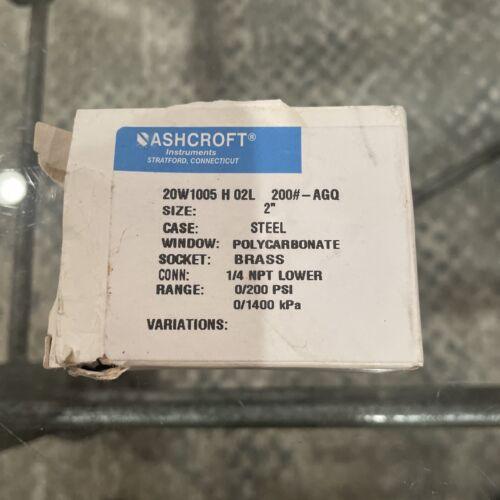 ASHCROFT®
Instruments
STRATFORD, CONNECTICUT
20W1005 H 02L 200#-AGQ
SIZE: 2"
CASE: STEEL
WINDOW: POLYCARBONATE
SOCKET: BRASS
CONN: 1/4 NPT LOWER
RANGE: 0/200 PSI
0/1400 kPa
VARIATIONS: